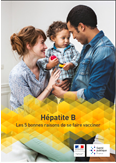 Hépatite B
Les 5 bonnes raisons de se faire vacciner